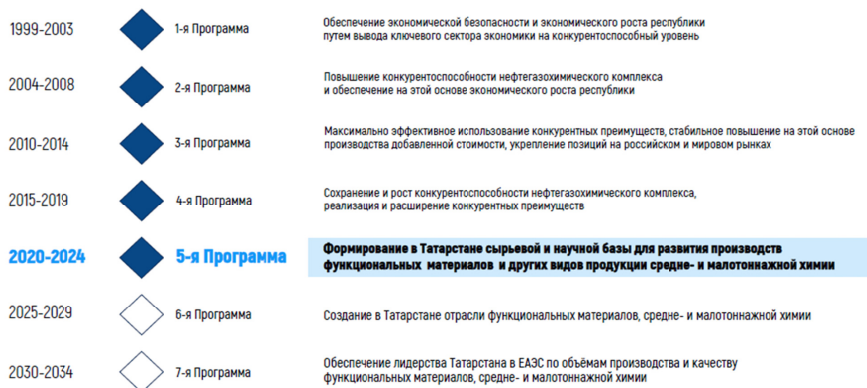 1999-2003
1-я Программа
Обеспечение экономической безопасности и экономического роста республики
путем вывода ключевого сектора экономики на конкурентоспособный уровень
2004-2008
2-я Программа
Повышение конкурентоспособности нефтегазохимического комплекса
и обеспечение на этой основе экономического роста республики
2010-2014
3-я Программа
Максимально эффективное использование конкурентных преимуществ, стабильное повышение на этой основе
производства добавленной стоимости, укрепление позиций на российском и мировом рынках
2015-2019
4-я Программа
Сохранение и рост конкурентоспособности нефтегазохимического комплекса,
реализация и расширение конкурентных преимуществ
2020-2024
5-я Программа
Формирование в Татарстане сырьевой и научной базы для развития производств
функциональных материалов и других видов продукции средне- и малотоннажной химии
2025-2029
6-я Программа
Создание в Татарстане отрасли функциональных материалов, средне- и малотоннажной химии
2030-2034
7-я Программа
Обеспечение лидерства Татарстана в ЕАЭС по объёмам производства и качеству
функциональных материалов, средне- и малотоннажной химии